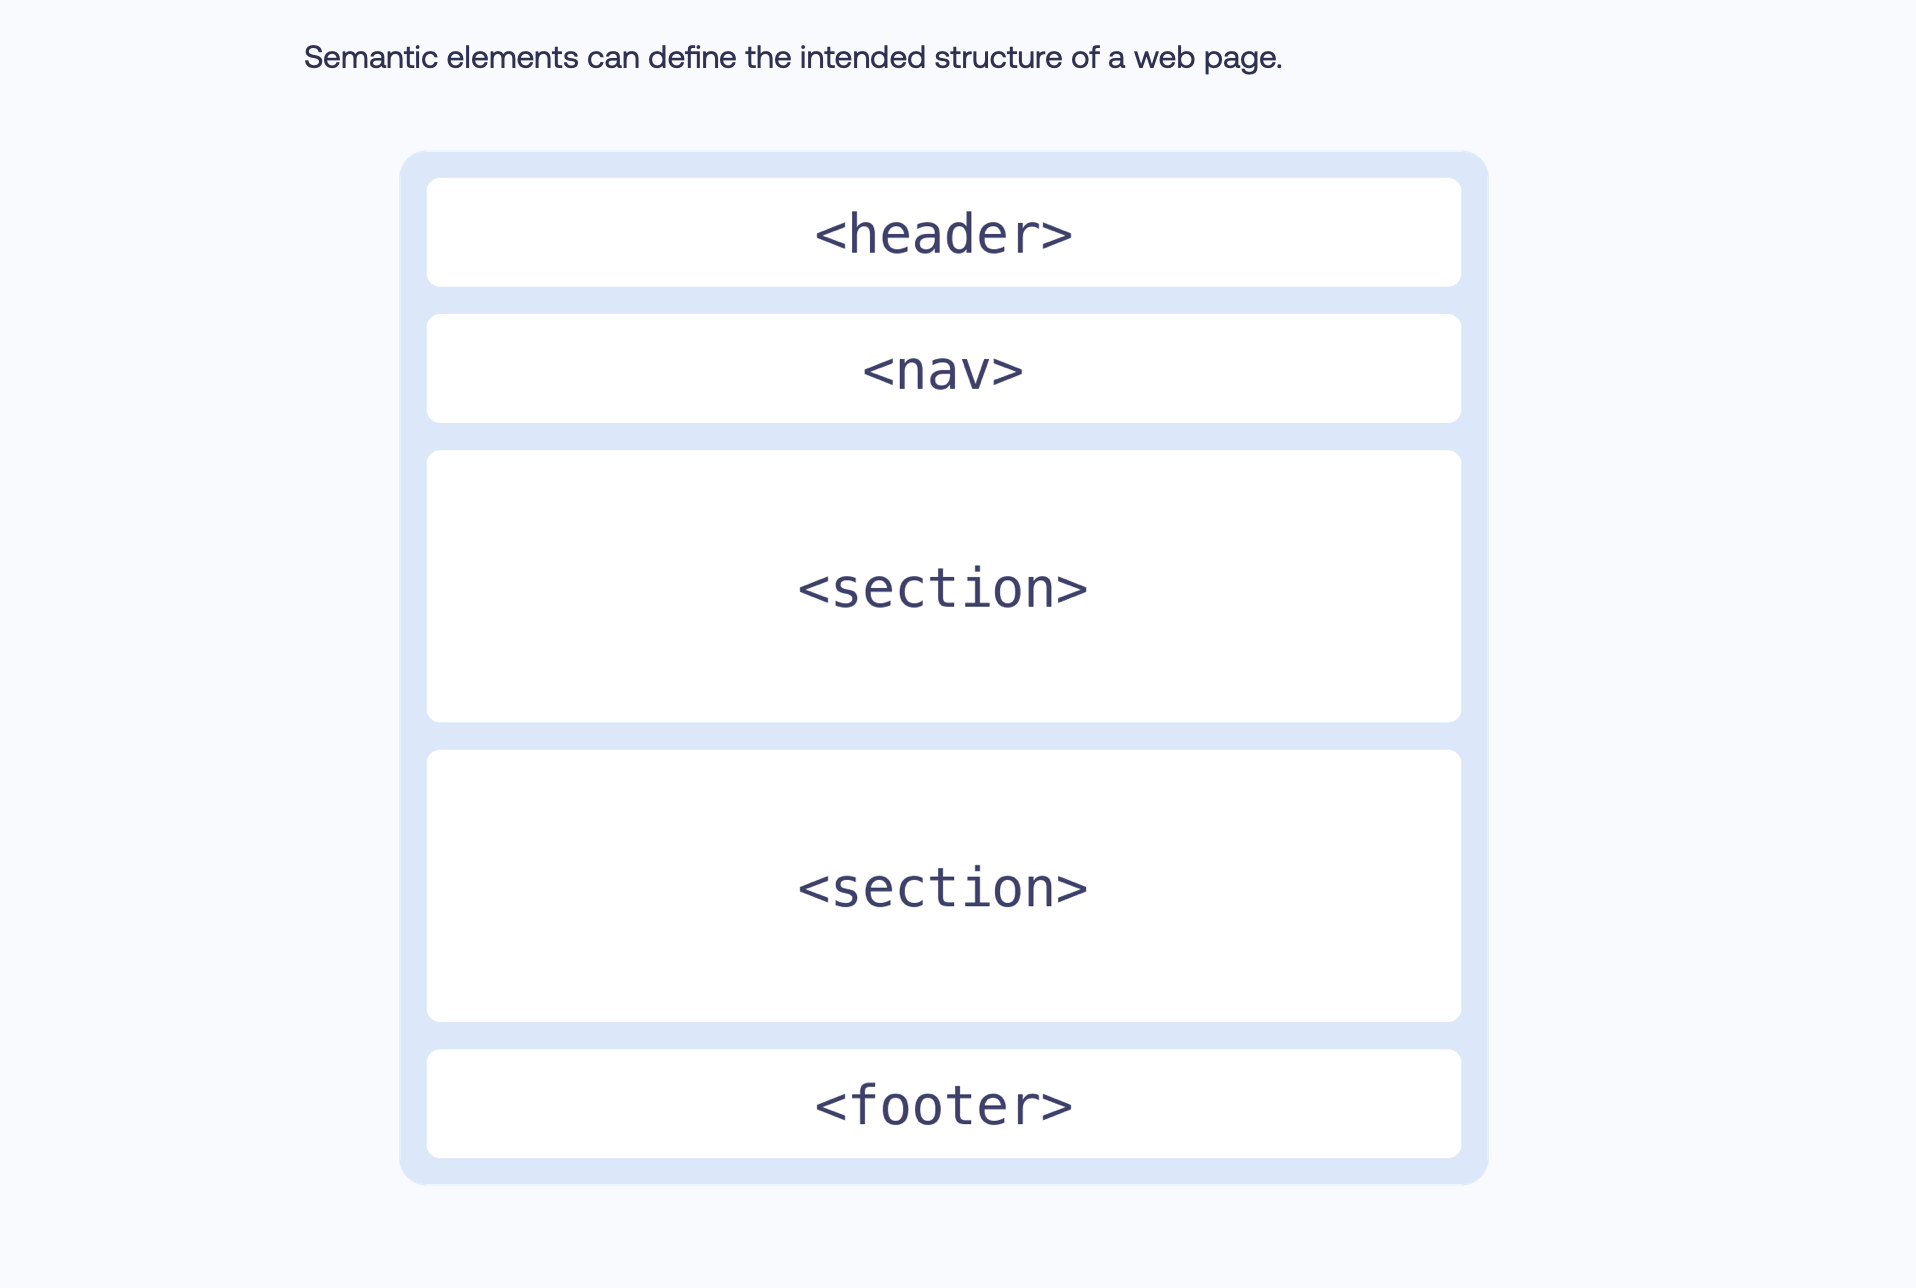 Semantic elements can define the intended structure of a web page.
<header>
<nav>
<section>
<section>
<footer>